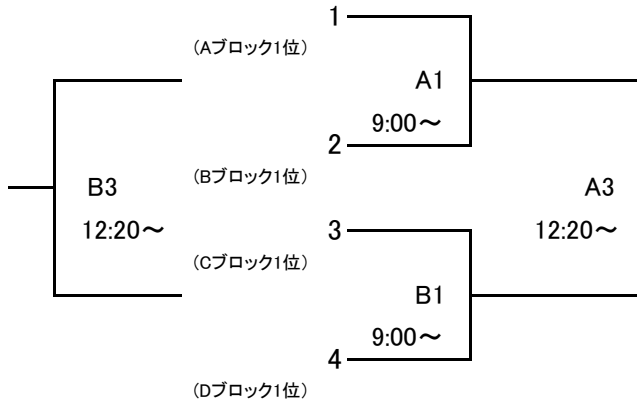 1
(Aブロック1位)
A1
9:00～
2
(Bブロック1位)
B3
12:20～
A3
12:20～
3
(Cブロック1位)
B1
9:00～
4
(Dブロック1位)